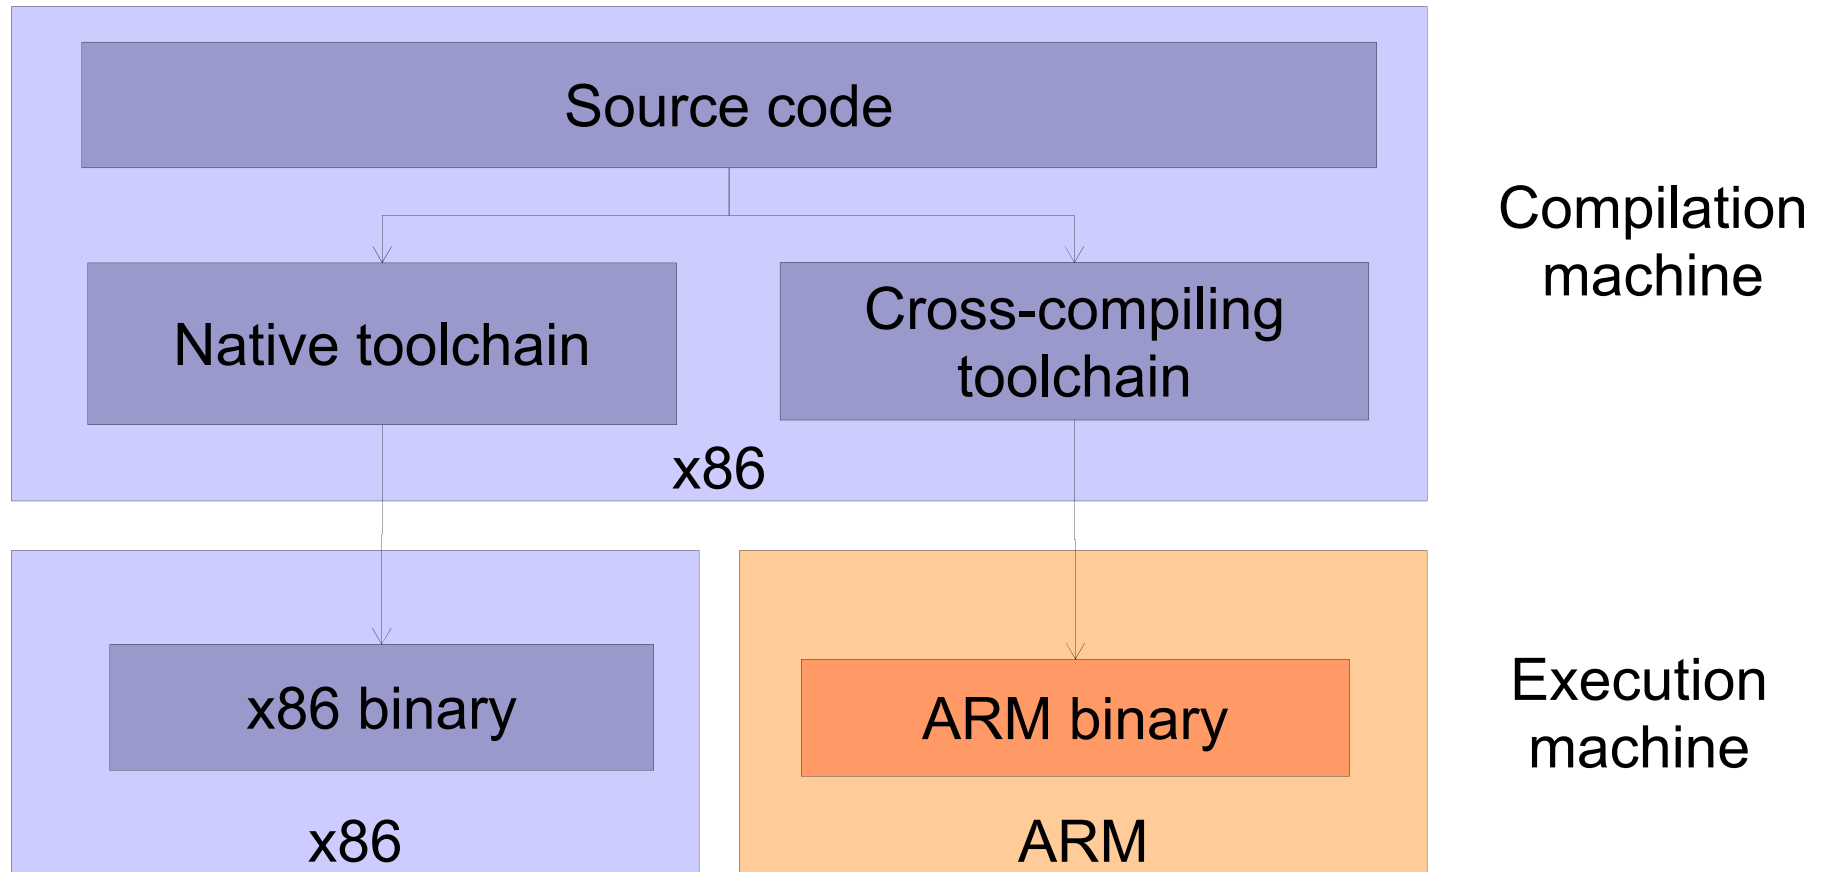 Source code
Compilation
machine
Native toolchain
Cross-compiling
toolchain
x86
x86 binary
ARM binary
Execution
machine
x86
ARM